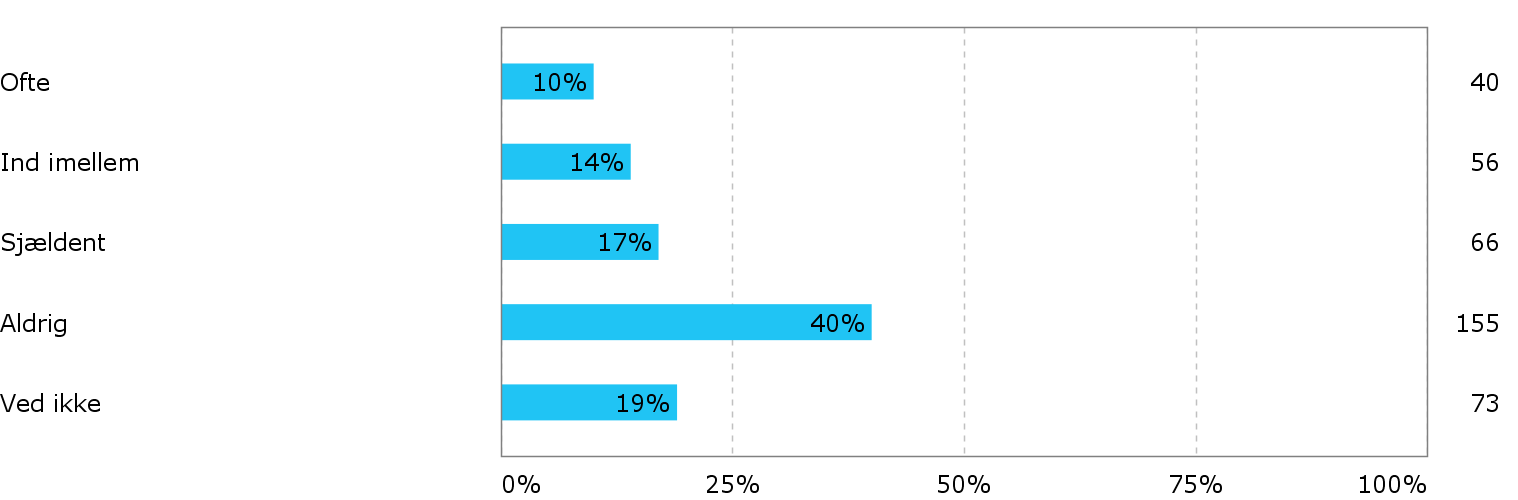 Ofte 10% 40
Ind imellem 14% 56
Sjældent 17% 66
Aldrig 40% 155
Ved ikke 19% 73
0% 25% 50% 75% 100%